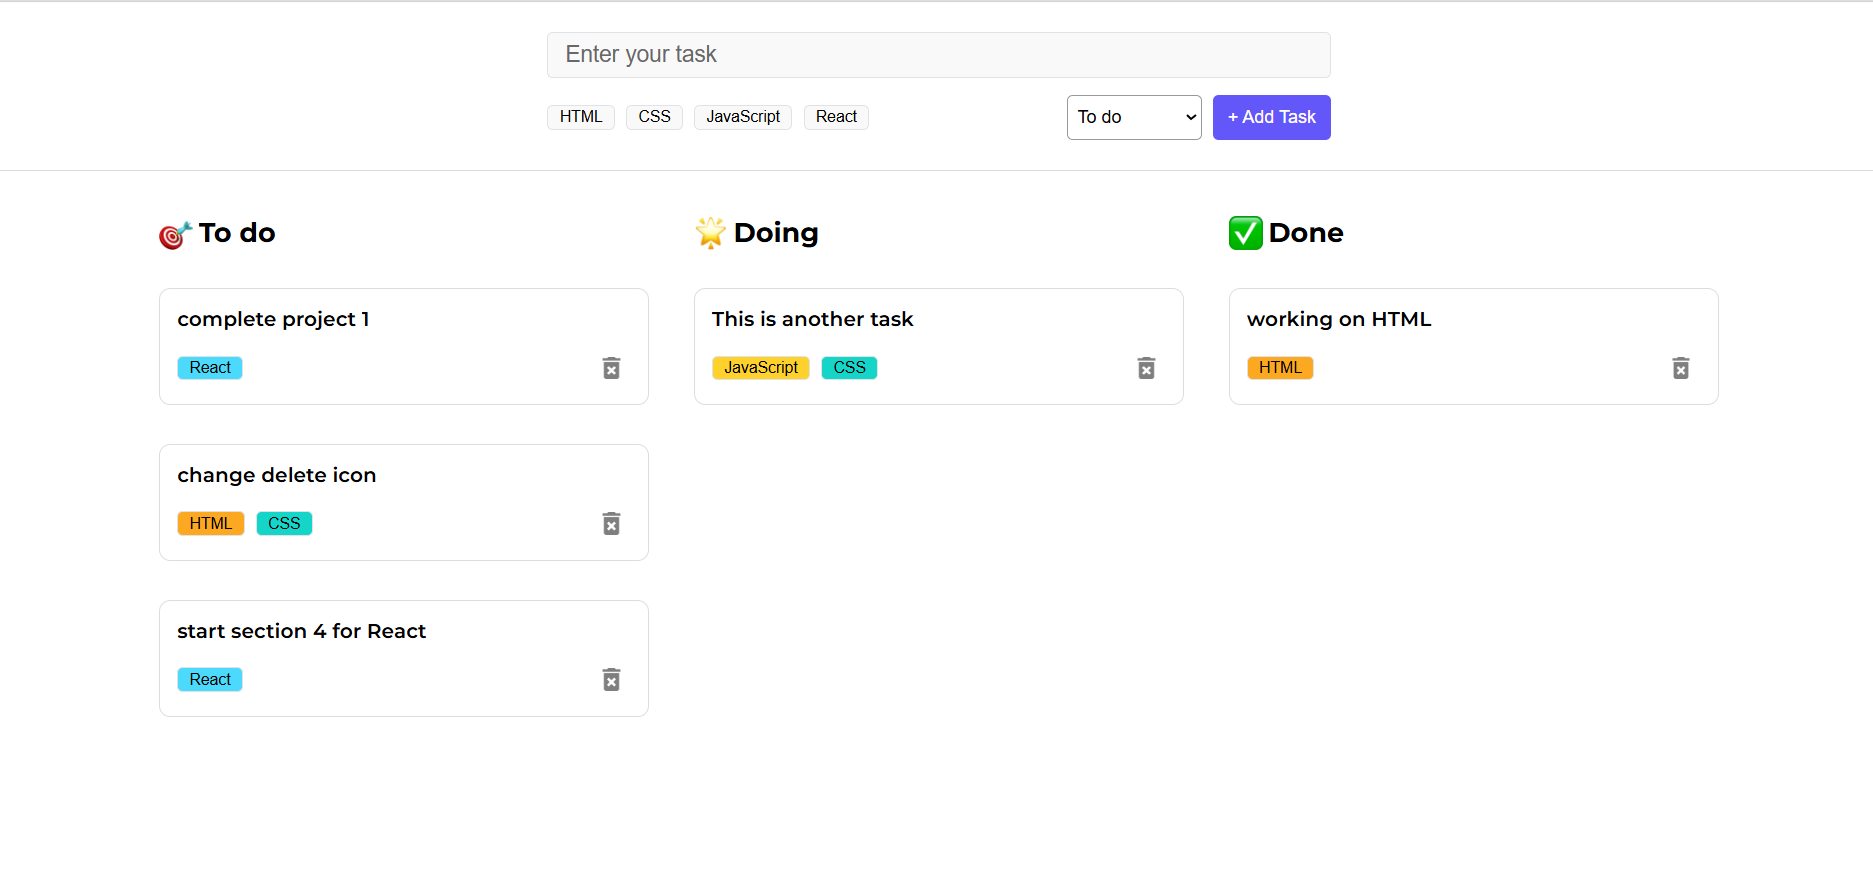 Enter your task
HTML CSS JavaScript React To do + Add Task
To do
complete project 1
React
change delete icon
HTML CSS
start section 4 for React
React
Doing
This is another task
JavaScript CSS
Done
working on HTML
HTML